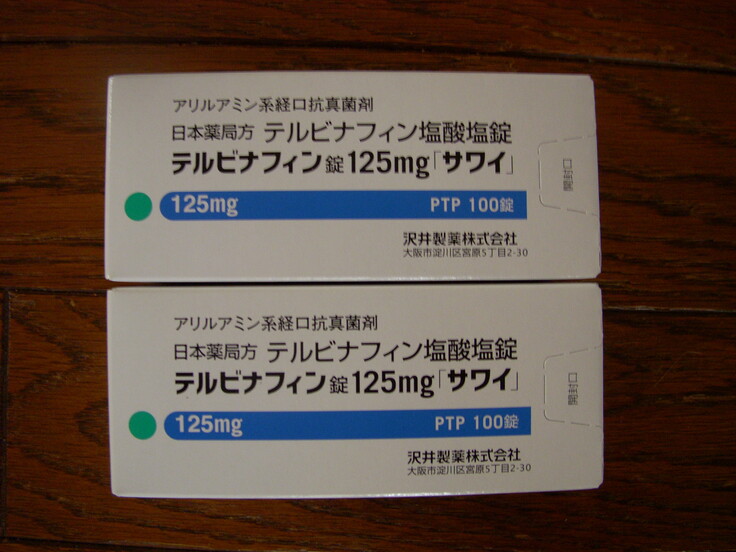 アリルアミン系経口抗真菌剤
日本薬局方 テルビナフィン塩酸塩錠
テルビナフィン錠125mg「サワイ」
125mg PTP 100錠
沢井製薬株式会社
大阪市淀川区宮原5丁目2-30
開封口
アリルアミン系経口抗真菌剤
日本薬局方 テルビナフィン塩酸塩錠
テルビナフィン錠125mg「サワイ」
125mg PTP 100錠
沢井製薬株式会社
大阪市淀川区宮原5丁目2-30
開封口